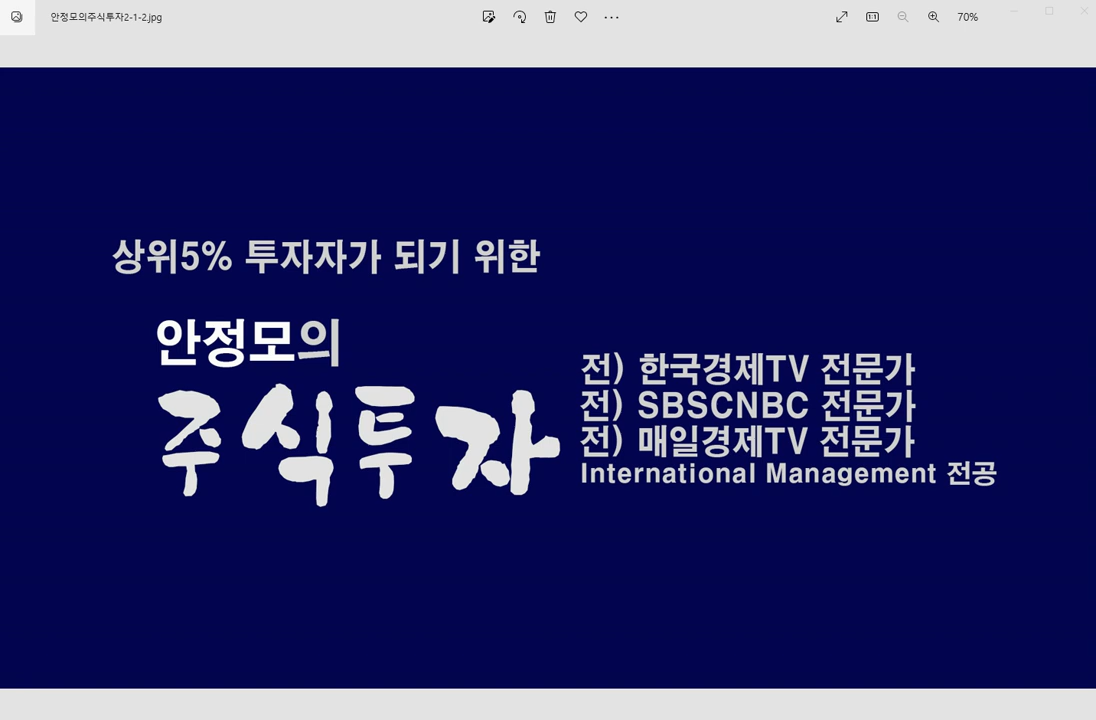 안정모의주식투자2-1-2.jpg
70%
상위5% 투자자가 되기 위한
안정모의
주식투자
전) 한국경제TV 전문가
전) SBSCNBC 전문가
전) 매일경제TV 전문가
International Management 전공